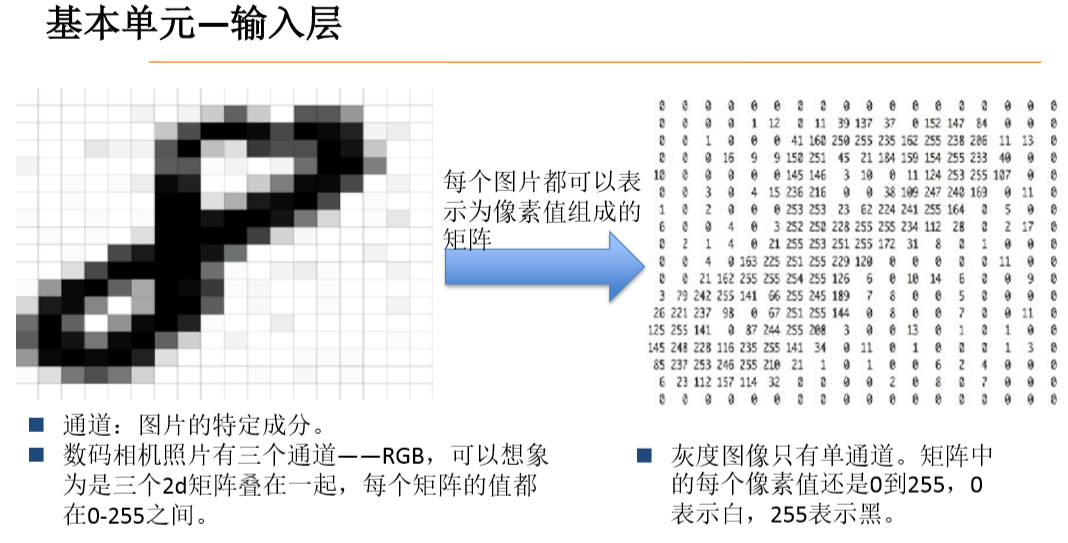 基本单元—输入层
每个图片都可以表
示为像素值组成的
矩阵
0 0 0 0 0 0 0 0 0 0 0 0 0 0 0 0 0 0
0 0 0 0 1 12 0 11 39 137 37 0 152 147 84 0 0 0
0 0 1 0 0 0 41 160 250 255 235 162 255 238 206 11 13 0
0 0 0 16 9 9 150 251 45 21 184 159 154 255 233 40 0 0
10 0 0 0 0 0 145 146 3 10 0 11 124 253 255 107 0 0
0 0 3 0 4 15 236 216 0 0 38 109 247 240 169 0 11 0
1 0 2 0 0 0 253 253 23 62 224 241 255 164 0 5 0 0
6 0 0 4 0 3 252 250 228 255 255 234 112 28 0 2 17 0
0 2 1 4 0 21 255 253 251 255 172 31 8 0 1 0 0 0
0 0 4 0 163 225 251 255 229 120 0 0 0 0 0 11 0 0
0 0 21 162 255 255 254 255 126 6 0 10 14 6 0 0 9 0
3 79 242 255 141 66 255 245 189 7 8 0 0 5 0 0 0 0
26 221 237 98 0 67 251 255 144 0 8 0 0 7 0 0 11 0
125 255 141 0 87 244 255 208 3 0 0 13 0 1 0 1 0 0
145 248 228 116 235 255 141 34 0 11 0 1 0 0 0 1 3 0
85 237 253 246 255 210 21 1 0 1 0 0 6 2 4 0 0 0
6 23 112 157 114 32 0 0 0 0 2 0 8 0 7 0 0 0
0 0 0 0 0 0 0 0 0 0 0 0 0 0 0 0 0 0
通道：图片的特定成分。
数码相机照片有三个通道——RGB，可以想象
为是三个2d矩阵叠在一起，每个矩阵的值都
在0-255之间。
灰度图像只有单通道。矩阵中
的每个像素值还是0到255，0
表示白，255表示黑。